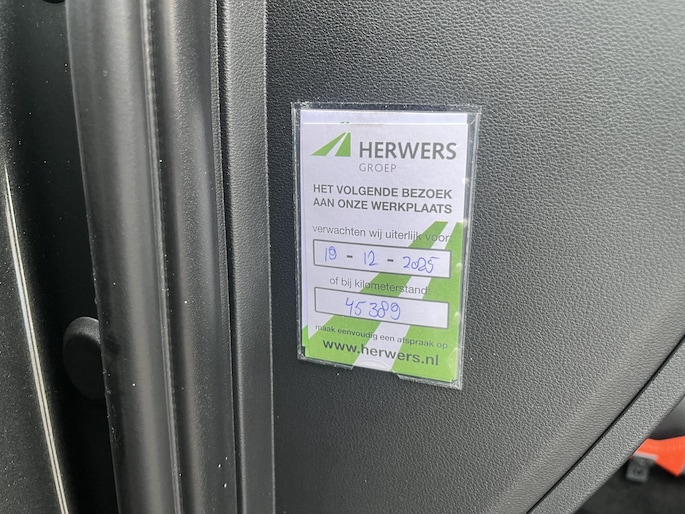 HERWERS
GROEP
HET VOLGENDE BEZOEK
AAN ONZE WERKPLAATS
verwachten wij uiterlijk voor:
19 - 12 - 2025
of bij kilometerstand:
45389
maak eenvoudig een afspraak op
www.herwers.nl